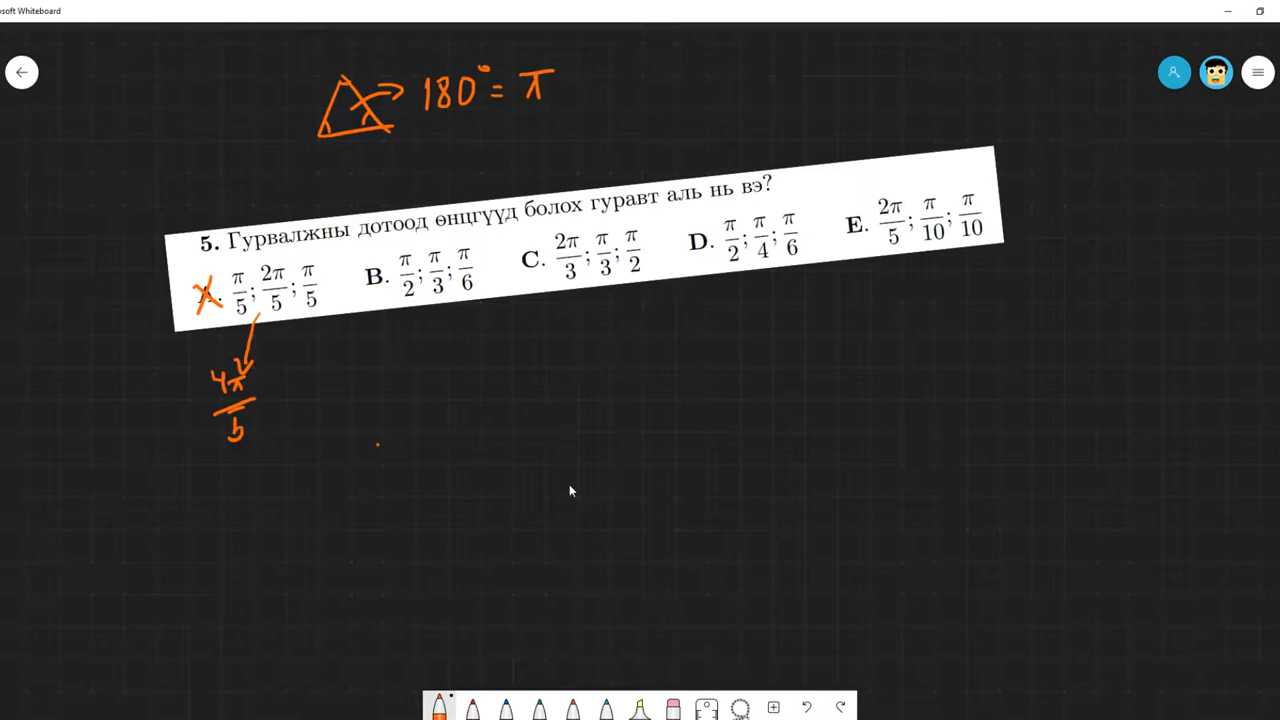 osoft Whiteboard
180° = π
5. Гурвалжны дотоод өнцгүүд болох гуравт аль нь вэ?
A. π/5; 2π/5; π/5 B. π/2; π/3; π/6 C. 2π/3; π/3; π/2 D. π/2; π/4; π/6 E. 2π/5; π/10; π/10
4π/5